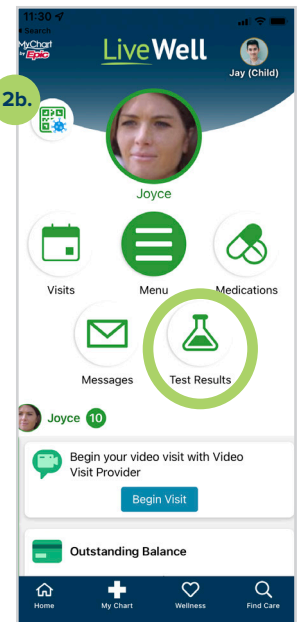 11:30
Search
MyChart
by Epic
LiveWell
Jay (Child)
2b.
Joyce
Visits
Menu
Medications
Messages
Test Results
Joyce 10
Begin your video visit with Video
Visit Provider
Begin Visit
Outstanding Balance
Home
My Chart
Wellness
Find Care